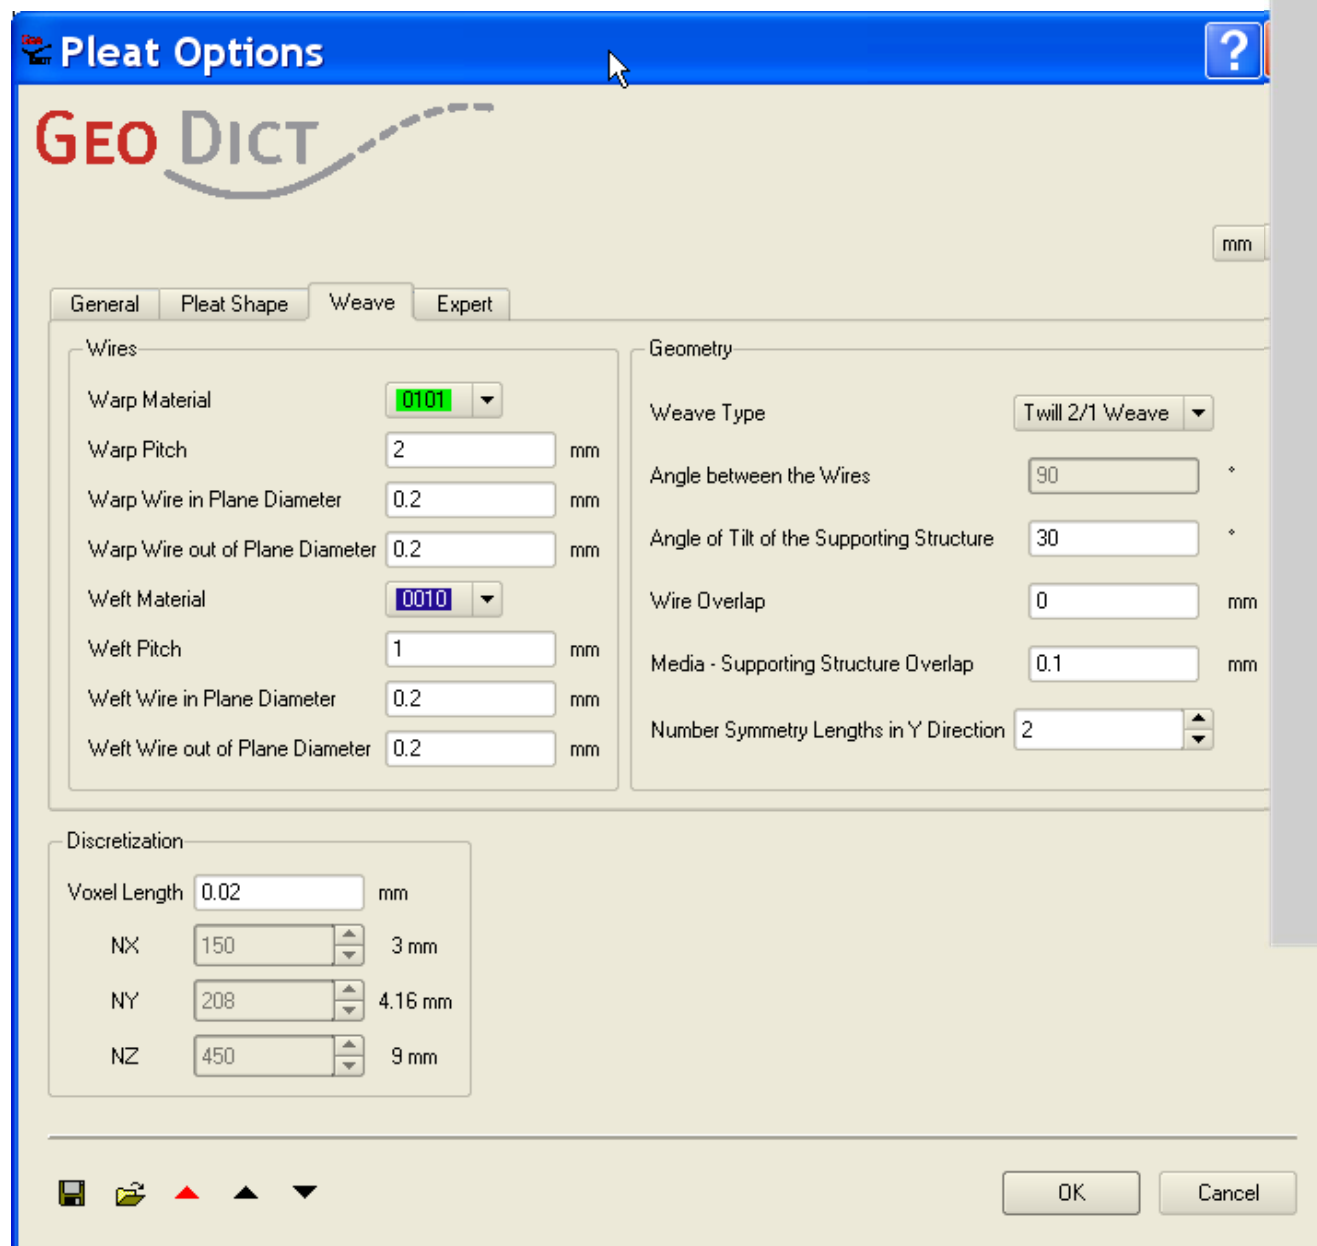 Pleat Options
?
GEO DICT
mm
General Pleat Shape Weave Expert
Wires
Warp Material 0101
Warp Pitch 2 mm
Warp Wire in Plane Diameter 0.2 mm
Warp Wire out of Plane Diameter 0.2 mm
Weft Material 0010
Weft Pitch 1 mm
Weft Wire in Plane Diameter 0.2 mm
Weft Wire out of Plane Diameter 0.2 mm
Geometry
Weave Type Twill 2/1 Weave
Angle between the Wires 90 °
Angle of Tilt of the Supporting Structure 30 °
Wire Overlap 0 mm
Media - Supporting Structure Overlap 0.1 mm
Number Symmetry Lengths in Y Direction 2
Discretization
Voxel Length 0.02 mm
NX 150 3 mm
NY 208 4.16 mm
NZ 450 9 mm
OK Cancel